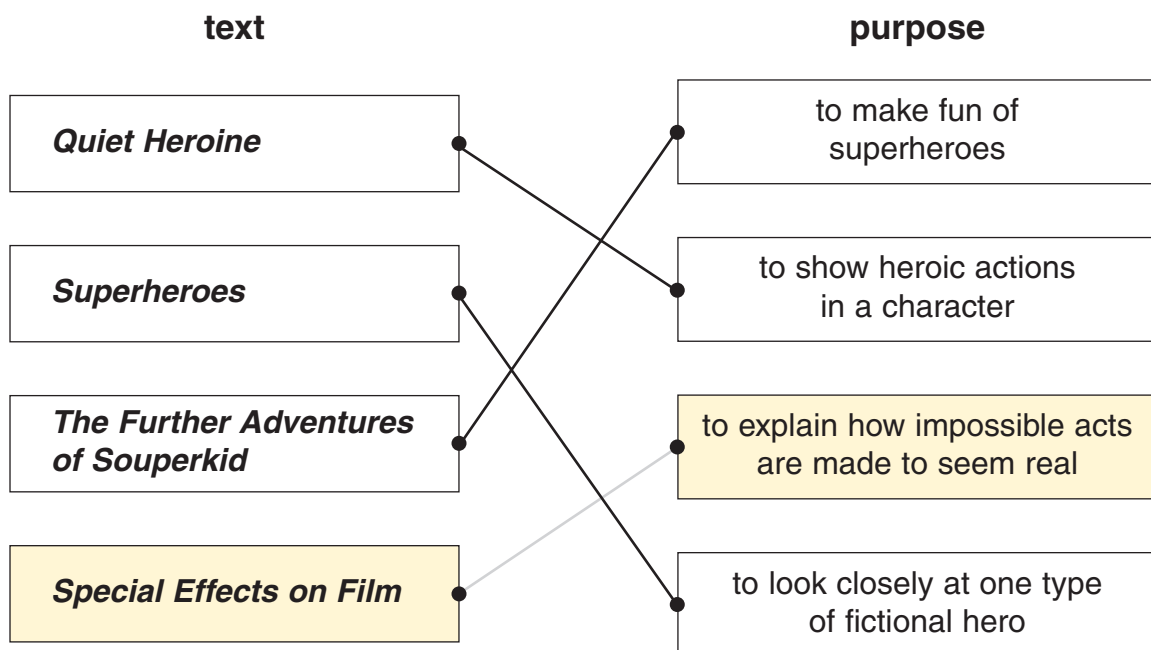 text
purpose
Quiet Heroine
Superheroes
The Further Adventures
of Souperkid
Special Effects on Film
to make fun of
superheroes
to show heroic actions
in a character
to explain how impossible acts
are made to seem real
to look closely at one type
of fictional hero